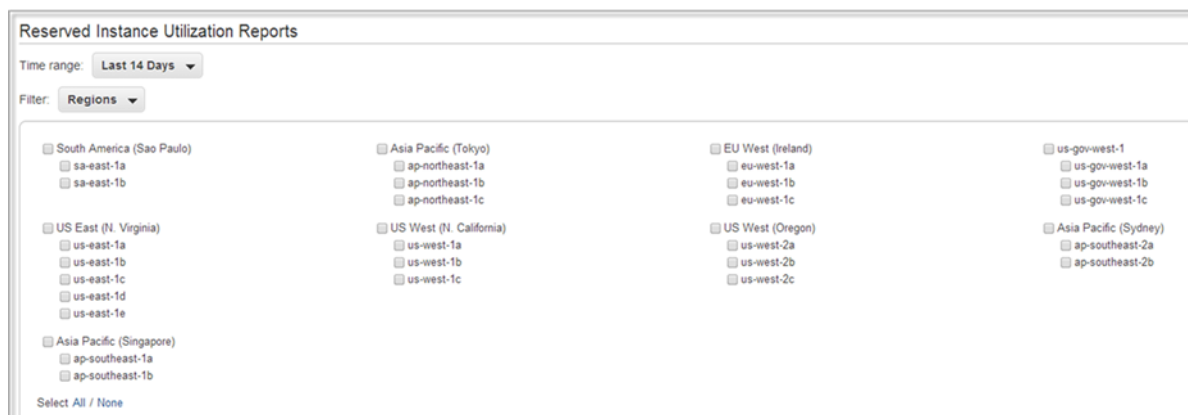 Reserved Instance Utilization Reports
Time range: Last 14 Days
Filter: Regions
South America (Sao Paulo)
sa-east-1a
sa-east-1b
Asia Pacific (Tokyo)
ap-northeast-1a
ap-northeast-1b
ap-northeast-1c
EU West (Ireland)
eu-west-1a
eu-west-1b
eu-west-1c
us-gov-west-1
us-gov-west-1a
us-gov-west-1b
us-gov-west-1c
US East (N. Virginia)
us-east-1a
us-east-1b
us-east-1c
us-east-1d
us-east-1e
US West (N. California)
us-west-1a
us-west-1b
us-west-1c
US West (Oregon)
us-west-2a
us-west-2b
us-west-2c
Asia Pacific (Sydney)
ap-southeast-2a
ap-southeast-2b
Asia Pacific (Singapore)
ap-southeast-1a
ap-southeast-1b
Select All / None